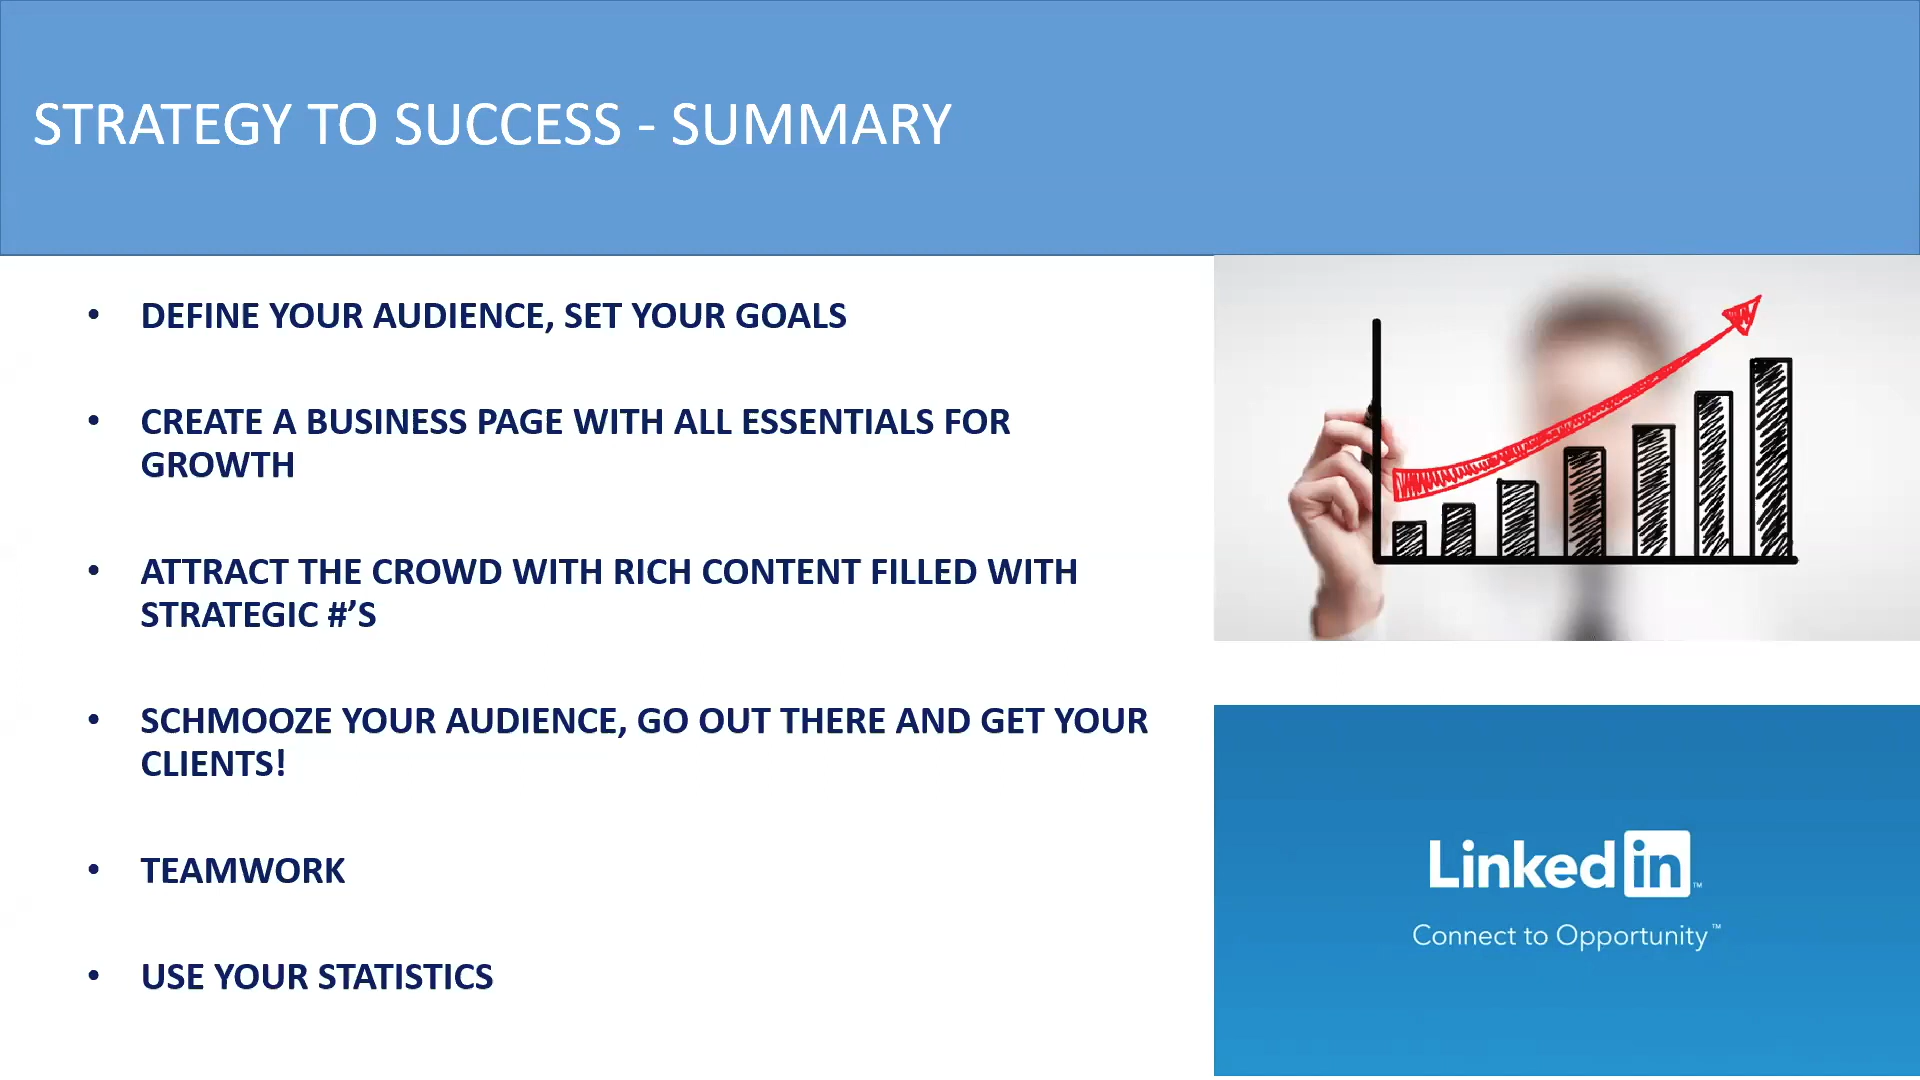 STRATEGY TO SUCCESS - SUMMARY
• DEFINE YOUR AUDIENCE, SET YOUR GOALS
• CREATE A BUSINESS PAGE WITH ALL ESSENTIALS FOR
GROWTH
• ATTRACT THE CROWD WITH RICH CONTENT FILLED WITH
STRATEGIC #’S
• SCHMOOZE YOUR AUDIENCE, GO OUT THERE AND GET YOUR
CLIENTS!
• TEAMWORK
• USE YOUR STATISTICS
Linked in™
Connect to Opportunity™